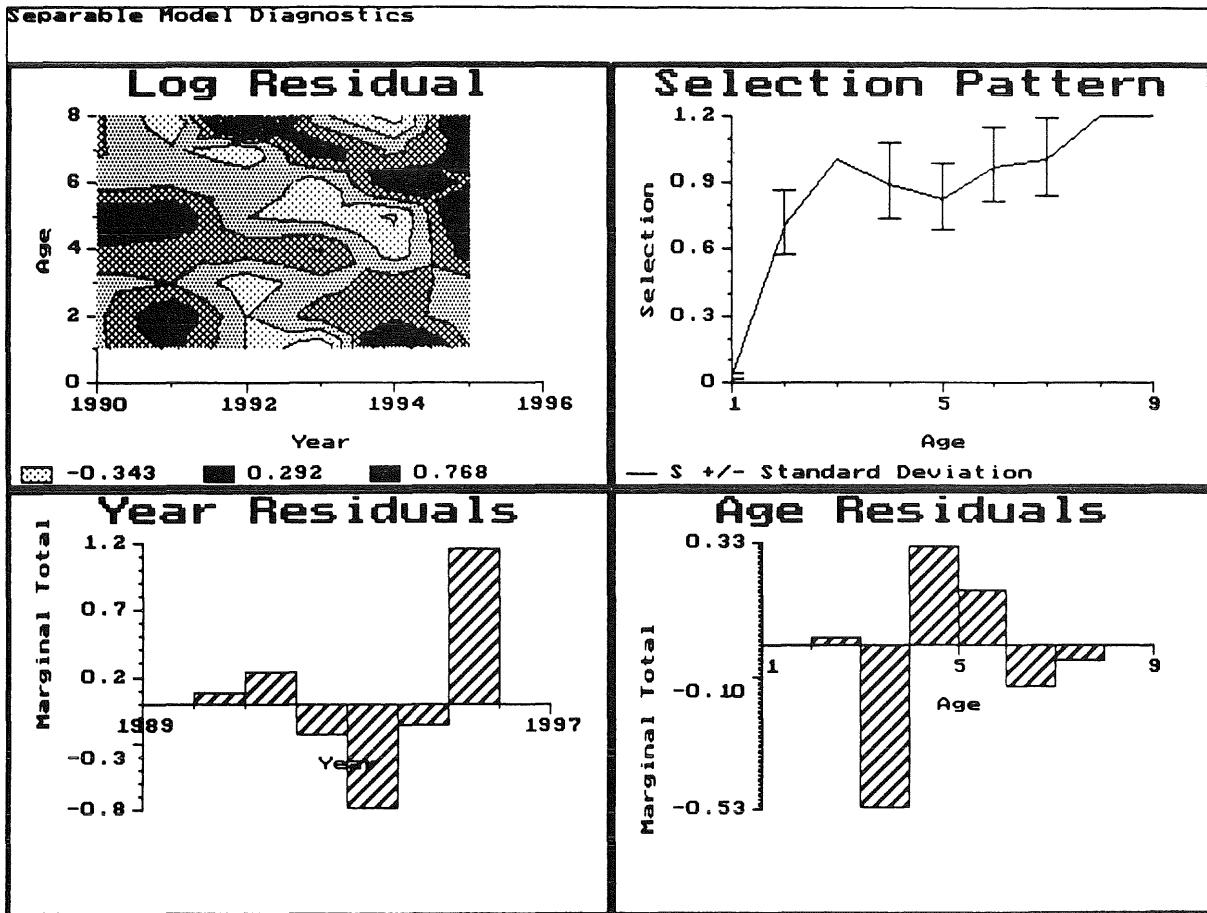 Separable Model Diagnostics
Log Residual
8
6
4
2
0
Age
1990 1992 1994 1996
Year
-0.343 0.292 0.768
Selection Pattern
1.2
0.9
0.6
0.3
0
Selection
1 5 9
Age
S +/- Standard Deviation
Year Residuals
1.2
0.7
0.2
-0.3
-0.8
Marginal Total
1989 1997
Year
Age Residuals
0.33
-0.10
-0.53
Marginal Total
1 5 9
Age